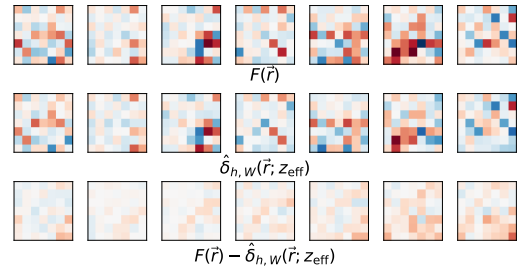 F(r⃗)
δ̂_{h, W}(r⃗; z_eff)
F(r⃗) − δ̂_{h, W}(r⃗; z_eff)